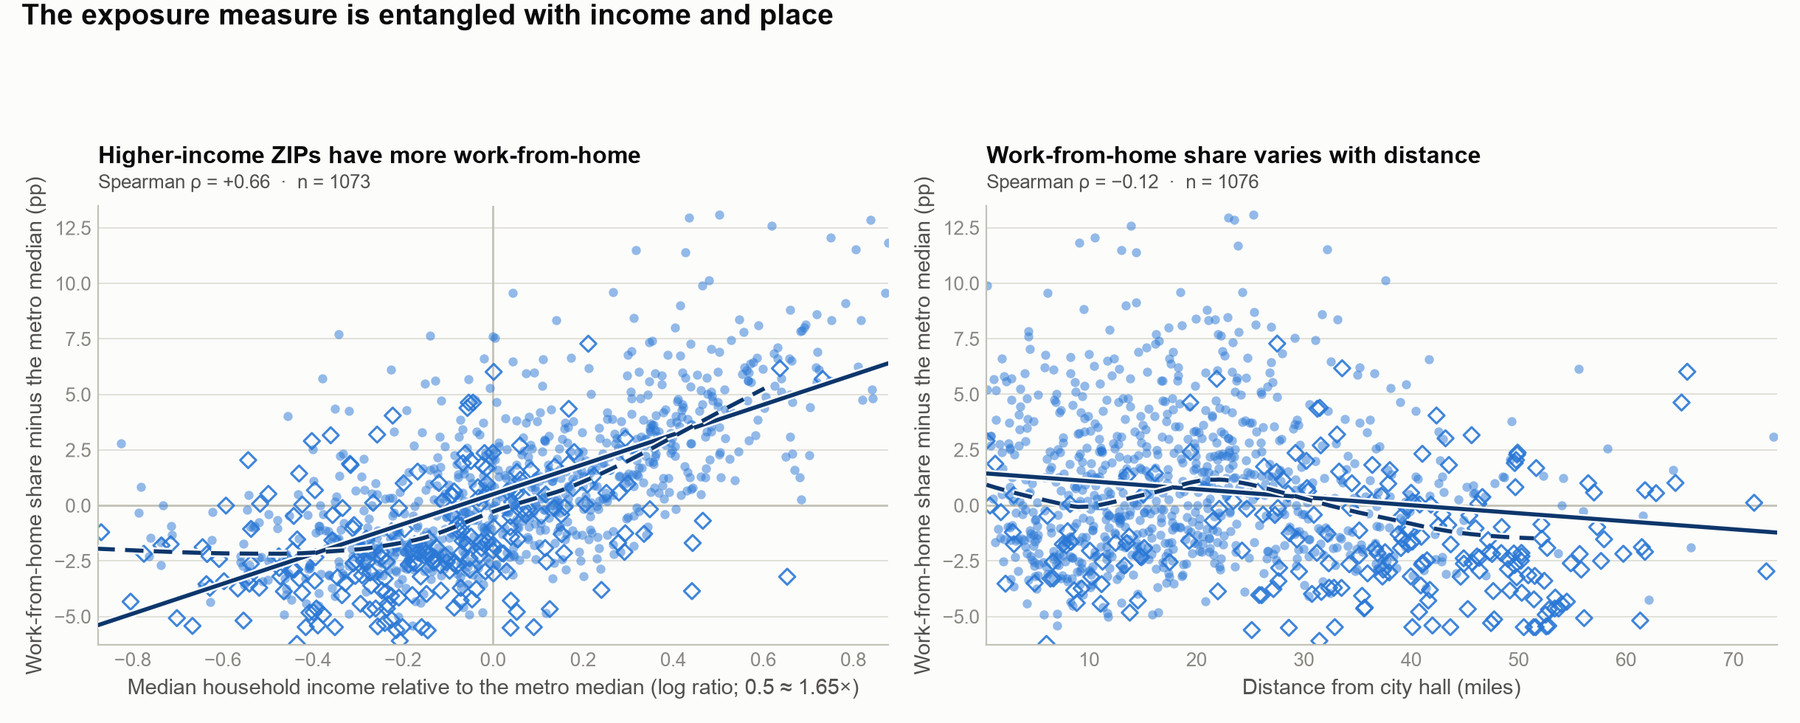 The exposure measure is entangled with income and place
Higher-income ZIPs have more work-from-home
Spearman ρ = +0.66 · n = 1073
Work-from-home share minus the metro median (pp)
12.5
10.0
7.5
5.0
2.5
0.0
−2.5
−5.0
−0.8 −0.6 −0.4 −0.2 0.0 0.2 0.4 0.6 0.8
Median household income relative to the metro median (log ratio; 0.5 ≈ 1.65×)
Work-from-home share varies with distance
Spearman ρ = −0.12 · n = 1076
Work-from-home share minus the metro median (pp)
12.5
10.0
7.5
5.0
2.5
0.0
−2.5
−5.0
10 20 30 40 50 60 70
Distance from city hall (miles)